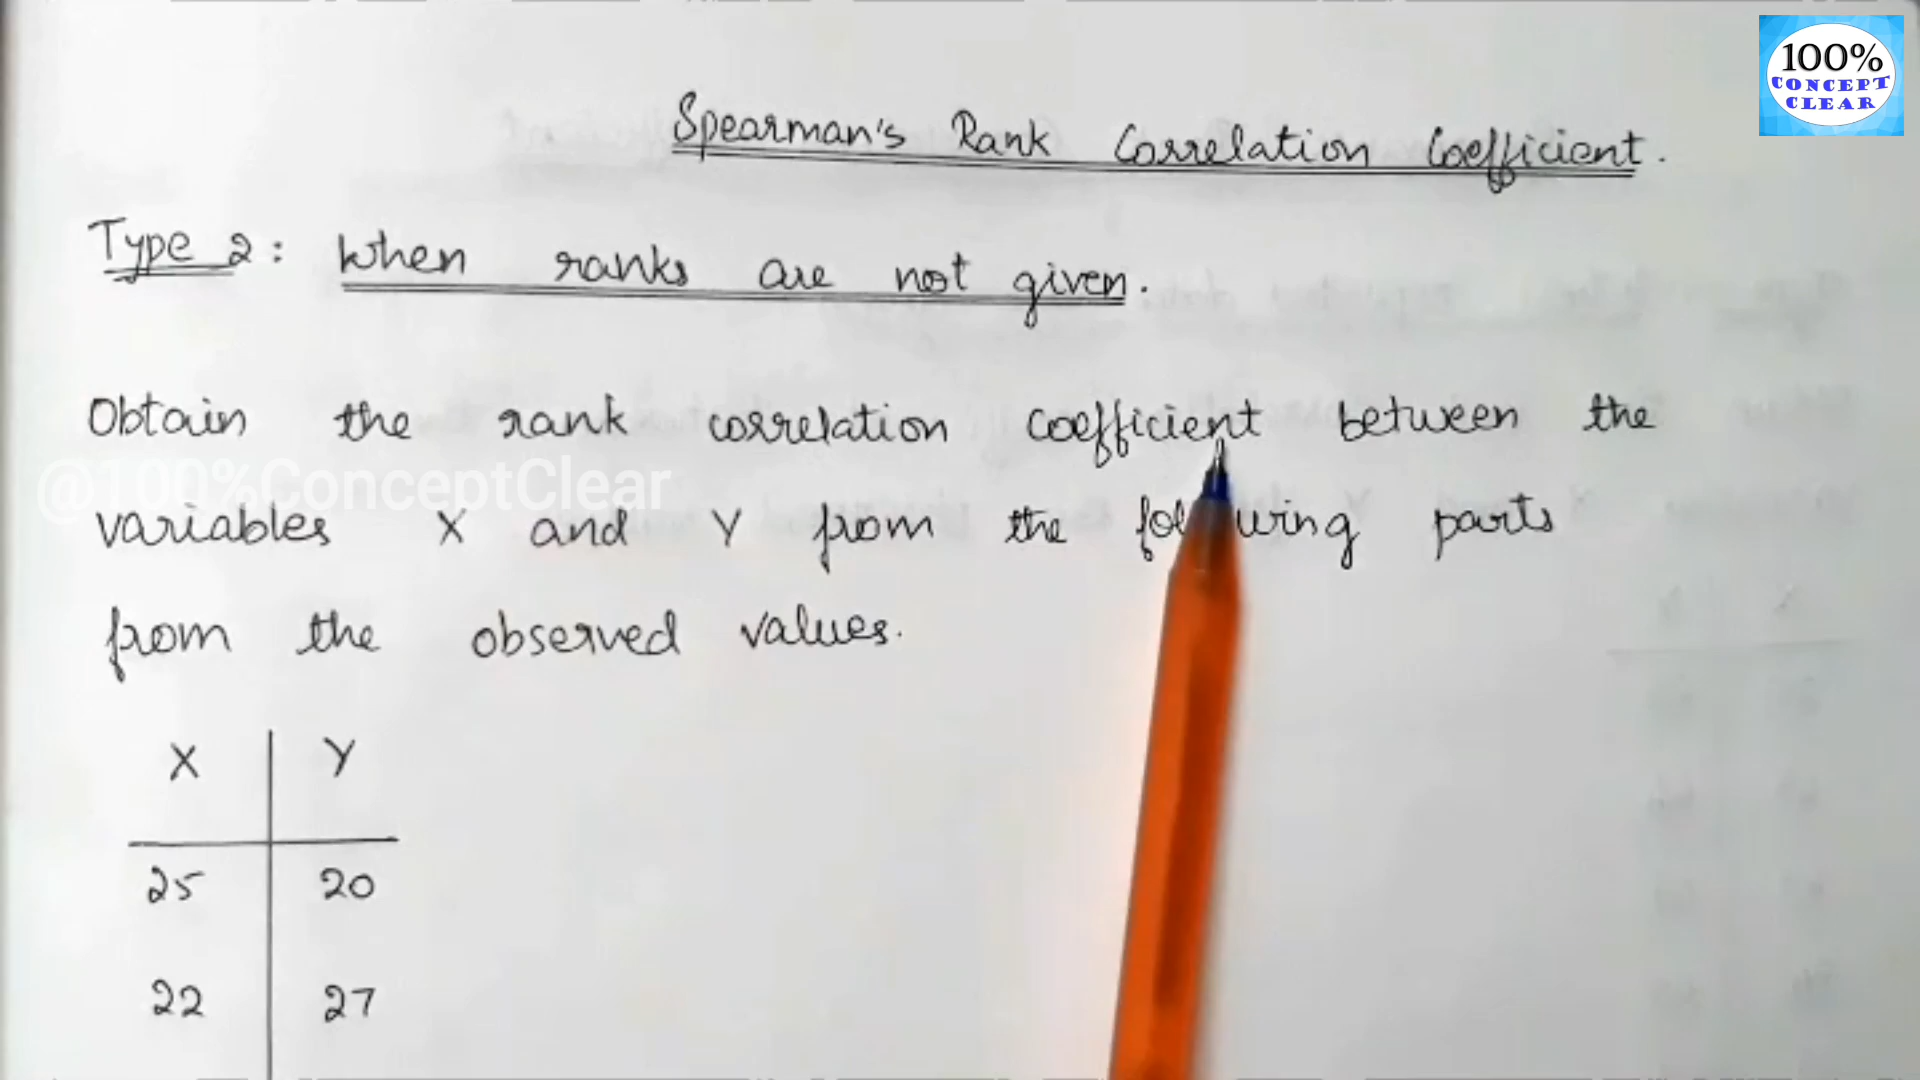 100%
CONCEPT
CLEAR
Spearman's Rank Correlation Coefficient.
Type 2: When ranks are not given.
Obtain the rank correlation coefficient between the
@100%ConceptClear
variables X and Y from the following parts
from the observed values.
X Y
25 20
22 27